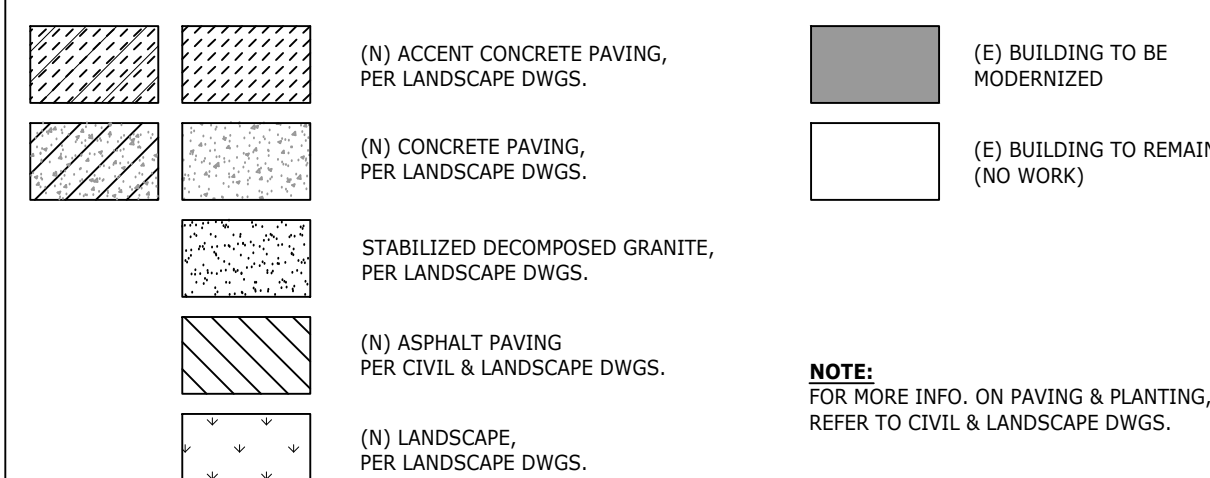 (N) ACCENT CONCRETE PAVING,
PER LANDSCAPE DWGS.
(N) CONCRETE PAVING,
PER LANDSCAPE DWGS.
STABILIZED DECOMPOSED GRANITE,
PER LANDSCAPE DWGS.
(N) ASPHALT PAVING
PER CIVIL & LANDSCAPE DWGS.
(N) LANDSCAPE,
PER LANDSCAPE DWGS.
(E) BUILDING TO BE
MODERNIZED
(E) BUILDING TO REMAIN
(NO WORK)
NOTE:
FOR MORE INFO. ON PAVING & PLANTING,
REFER TO CIVIL & LANDSCAPE DWGS.